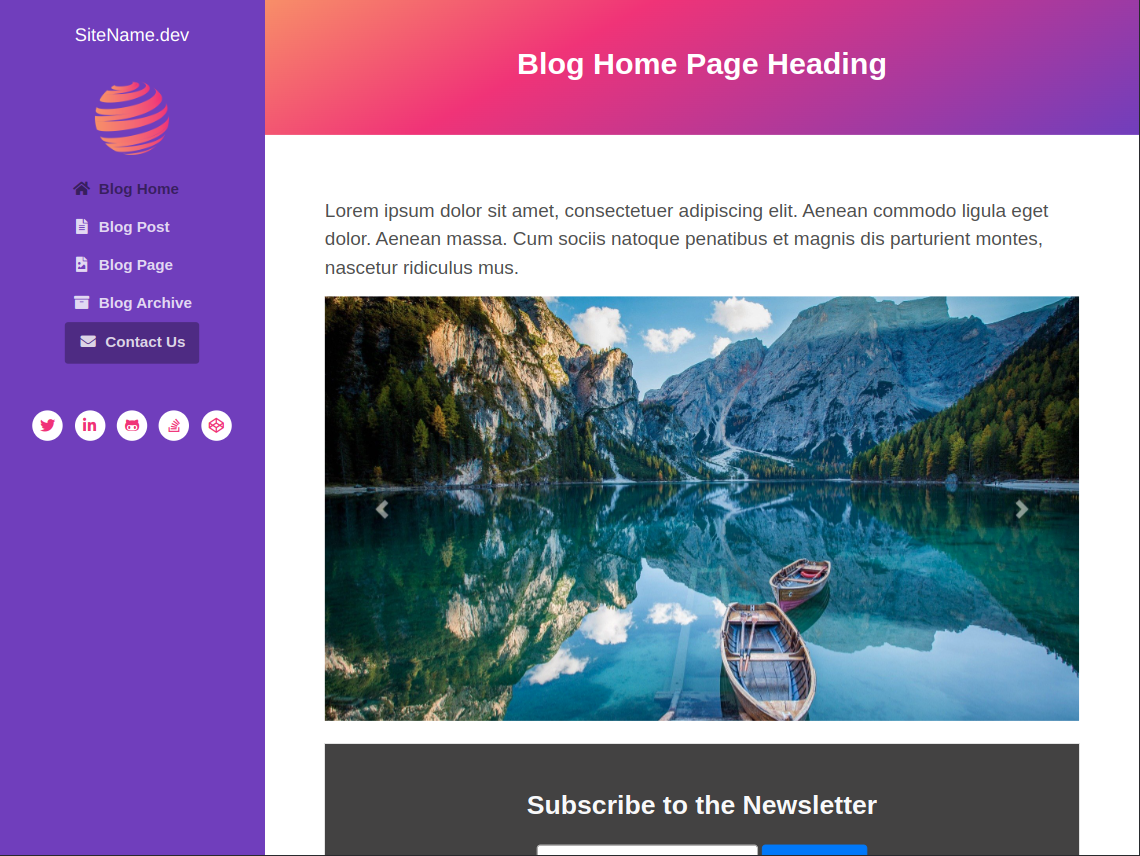 SiteName.dev
Blog Home
Blog Post
Blog Page
Blog Archive
Contact Us
Blog Home Page Heading
Lorem ipsum dolor sit amet, consectetuer adipiscing elit. Aenean commodo ligula eget
dolor. Aenean massa. Cum sociis natoque penatibus et magnis dis parturient montes,
nascetur ridiculus mus.
Subscribe to the Newsletter